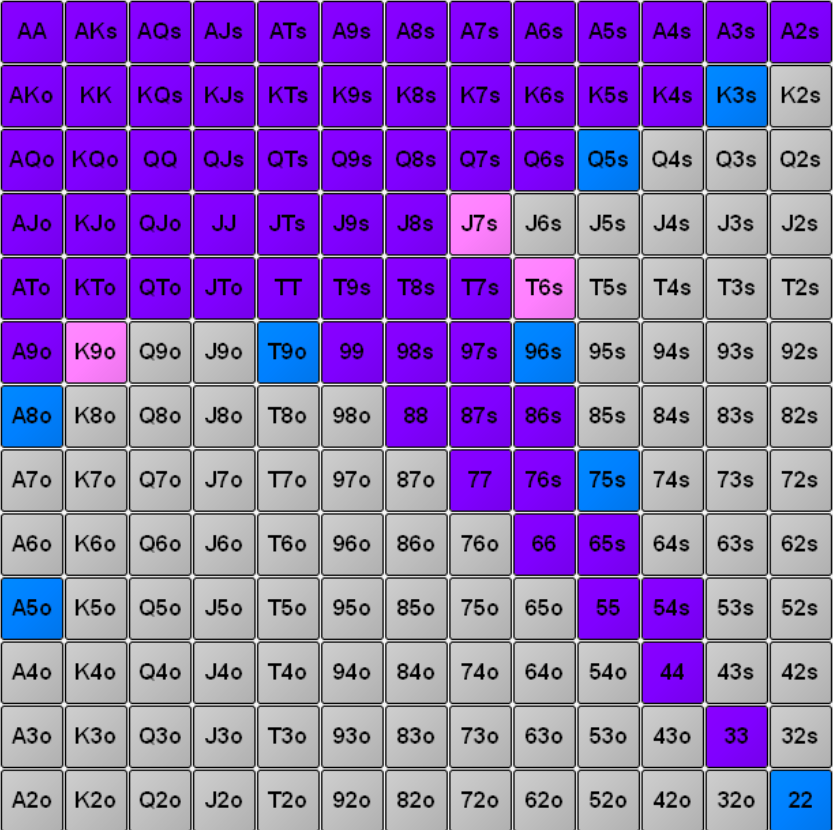 AA AKs AQs AJs ATs A9s A8s A7s A6s A5s A4s A3s A2s
AKo KK KQs KJs KTs K9s K8s K7s K6s K5s K4s K3s K2s
AQo KQo QQ QJs QTs Q9s Q8s Q7s Q6s Q5s Q4s Q3s Q2s
AJo KJo QJo JJ JTs J9s J8s J7s J6s J5s J4s J3s J2s
ATo KTo QTo JTo TT T9s T8s T7s T6s T5s T4s T3s T2s
A9o K9o Q9o J9o T9o 99 98s 97s 96s 95s 94s 93s 92s
A8o K8o Q8o J8o T8o 98o 88 87s 86s 85s 84s 83s 82s
A7o K7o Q7o J7o T7o 97o 87o 77 76s 75s 74s 73s 72s
A6o K6o Q6o J6o T6o 96o 86o 76o 66 65s 64s 63s 62s
A5o K5o Q5o J5o T5o 95o 85o 75o 65o 55 54s 53s 52s
A4o K4o Q4o J4o T4o 94o 84o 74o 64o 54o 44 43s 42s
A3o K3o Q3o J3o T3o 93o 83o 73o 63o 53o 43o 33 32s
A2o K2o Q2o J2o T2o 92o 82o 72o 62o 52o 42o 32o 22